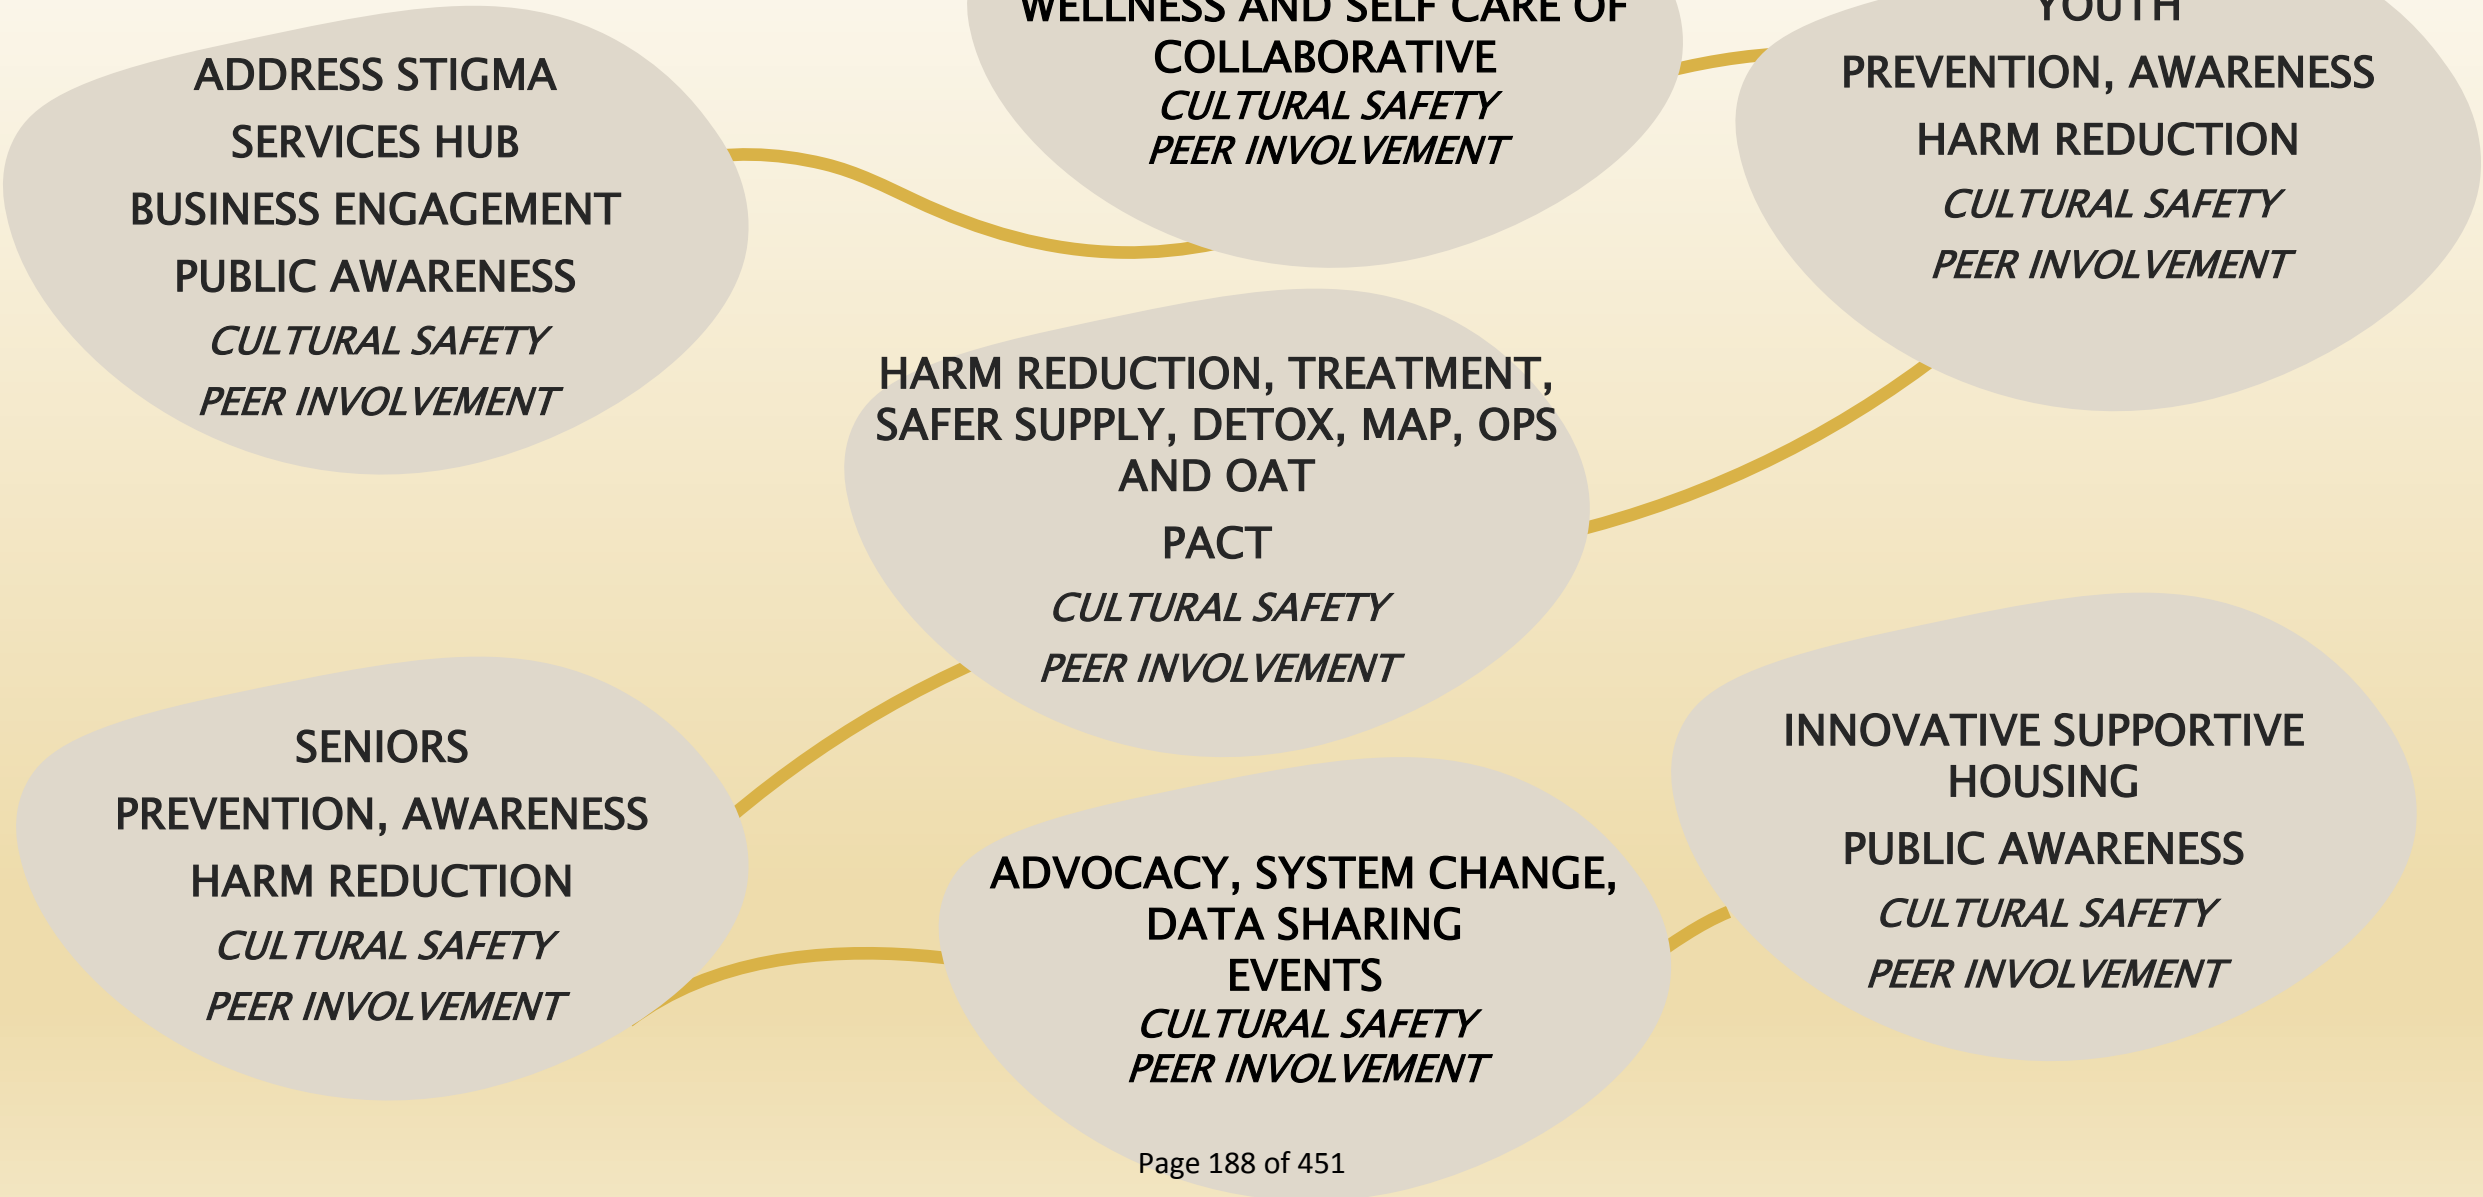 WELLNESS AND SELF CARE OF
COLLABORATIVE
CULTURAL SAFETY
PEER INVOLVEMENT
YOUTH
PREVENTION, AWARENESS
HARM REDUCTION
CULTURAL SAFETY
PEER INVOLVEMENT
ADDRESS STIGMA
SERVICES HUB
BUSINESS ENGAGEMENT
PUBLIC AWARENESS
CULTURAL SAFETY
PEER INVOLVEMENT
HARM REDUCTION, TREATMENT,
SAFER SUPPLY, DETOX, MAP, OPS
AND OAT
PACT
CULTURAL SAFETY
PEER INVOLVEMENT
SENIORS
PREVENTION, AWARENESS
HARM REDUCTION
CULTURAL SAFETY
PEER INVOLVEMENT
ADVOCACY, SYSTEM CHANGE,
DATA SHARING
EVENTS
CULTURAL SAFETY
PEER INVOLVEMENT
INNOVATIVE SUPPORTIVE
HOUSING
PUBLIC AWARENESS
CULTURAL SAFETY
PEER INVOLVEMENT
Page 188 of 451